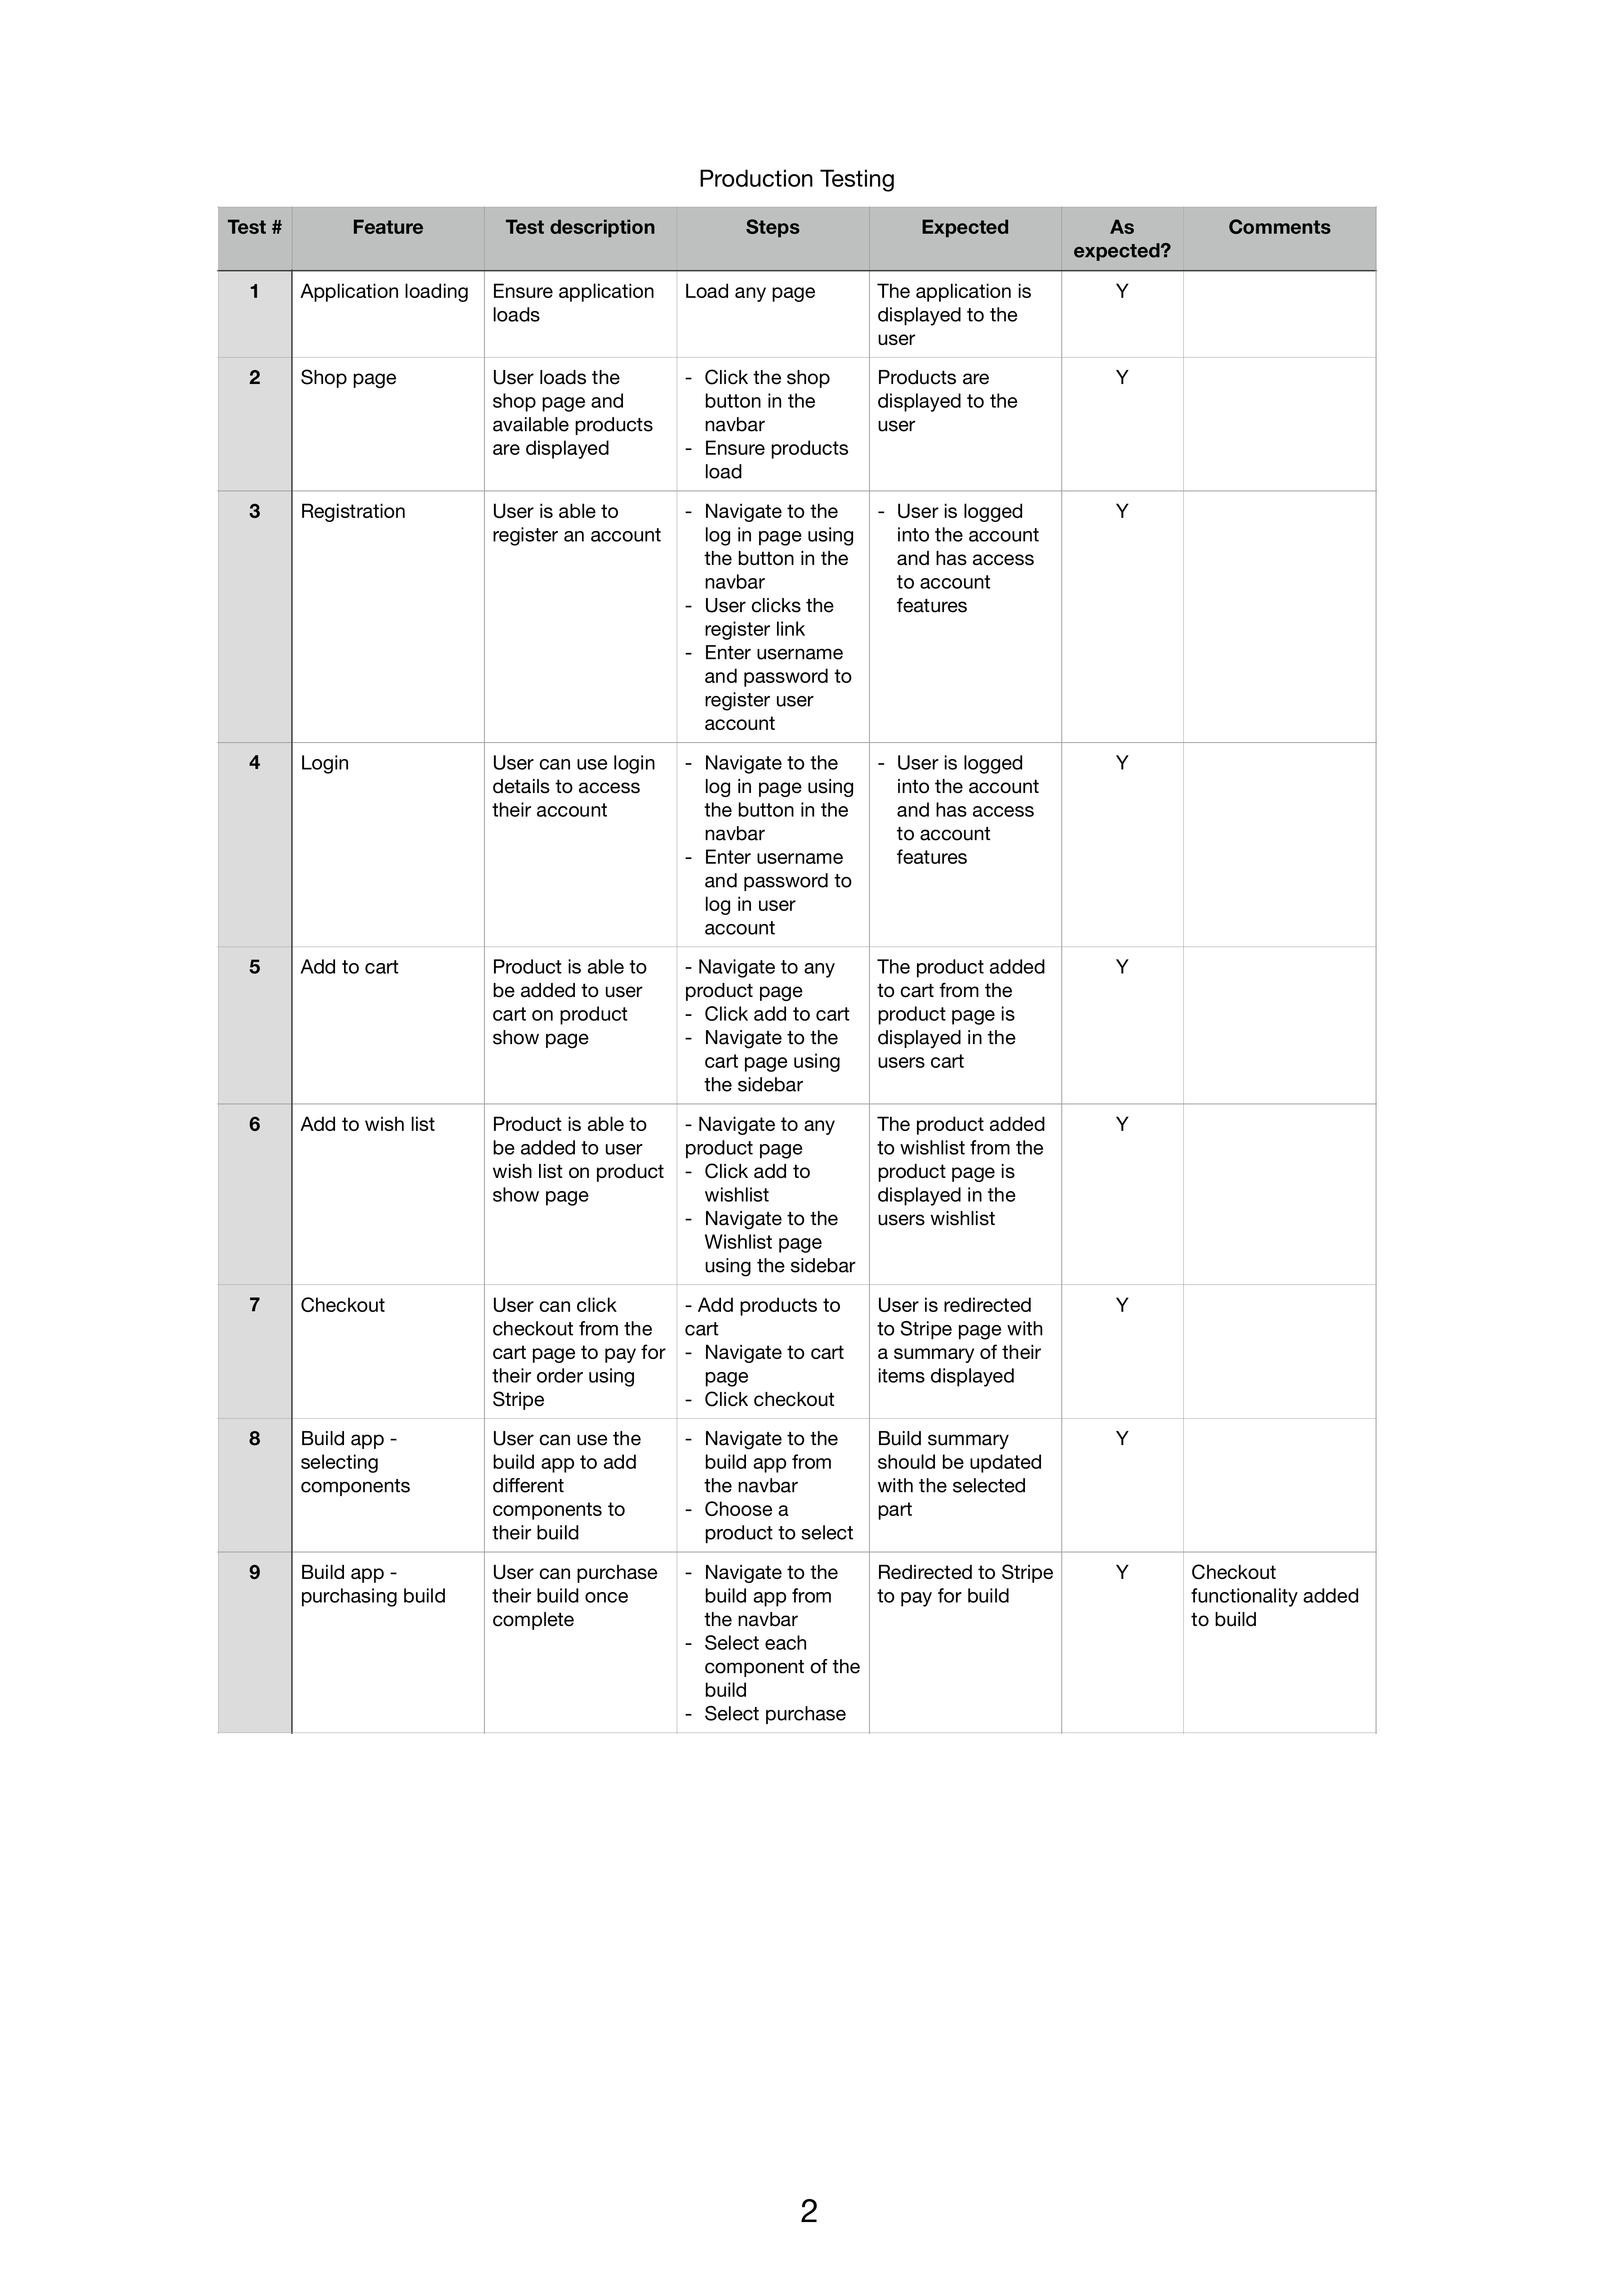 Production Testing
Test #
Feature
Test description
Steps
Expected
As
expected?
Comments
1
Application loading
Ensure application
loads
Load any page
The application is
displayed to the
user
Y
2
Shop page
User loads the
shop page and
available products
are displayed
- Click the shop
button in the
navbar
- Ensure products
load
Products are
displayed to the
user
Y
3
Registration
User is able to
register an account
- Navigate to the
log in page using
the button in the
navbar
- User clicks the
register link
- Enter username
and password to
register user
account
- User is logged
into the account
and has access
to account
features
Y
4
Login
User can use login
details to access
their account
- Navigate to the
log in page using
the button in the
navbar
- Enter username
and password to
log in user
account
- User is logged
into the account
and has access
to account
features
Y
5
Add to cart
Product is able to
be added to user
cart on product
show page
- Navigate to any
product page
- Click add to cart
- Navigate to the
cart page using
the sidebar
The product added
to cart from the
product page is
displayed in the
users cart
Y
6
Add to wish list
Product is able to
be added to user
wish list on product
show page
- Navigate to any
product page
- Click add to
wishlist
- Navigate to the
Wishlist page
using the sidebar
The product added
to wishlist from the
product page is
displayed in the
users wishlist
Y
7
Checkout
User can click
checkout from the
cart page to pay for
their order using
Stripe
- Add products to
cart
- Navigate to cart
page
- Click checkout
User is redirected
to Stripe page with
a summary of their
items displayed
Y
8
Build app -
selecting
components
User can use the
build app to add
different
components to
their build
- Navigate to the
build app from
the navbar
- Choose a
product to select
Build summary
should be updated
with the selected
part
Y
9
Build app -
purchasing build
User can purchase
their build once
complete
- Navigate to the
build app from
the navbar
- Select each
component of the
build
- Select purchase
Redirected to Stripe
to pay for build
Y
Checkout
functionality added
to build
2